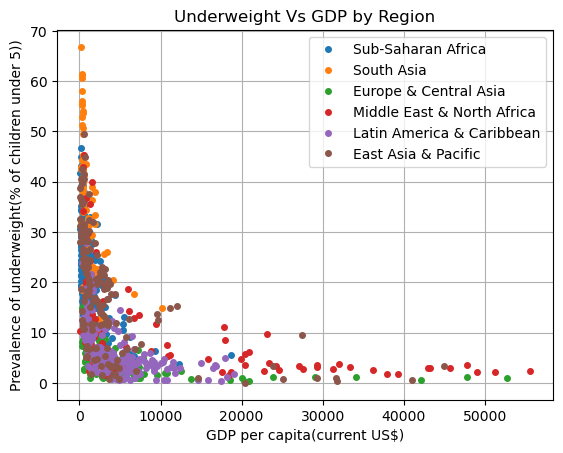 Underweight Vs GDP by Region
Prevalence of underweight(% of children under 5))
70
60
50
40
30
20
10
0
Sub-Saharan Africa
South Asia
Europe & Central Asia
Middle East & North Africa
Latin America & Caribbean
East Asia & Pacific
0 10000 20000 30000 40000 50000
GDP per capita(current US$)